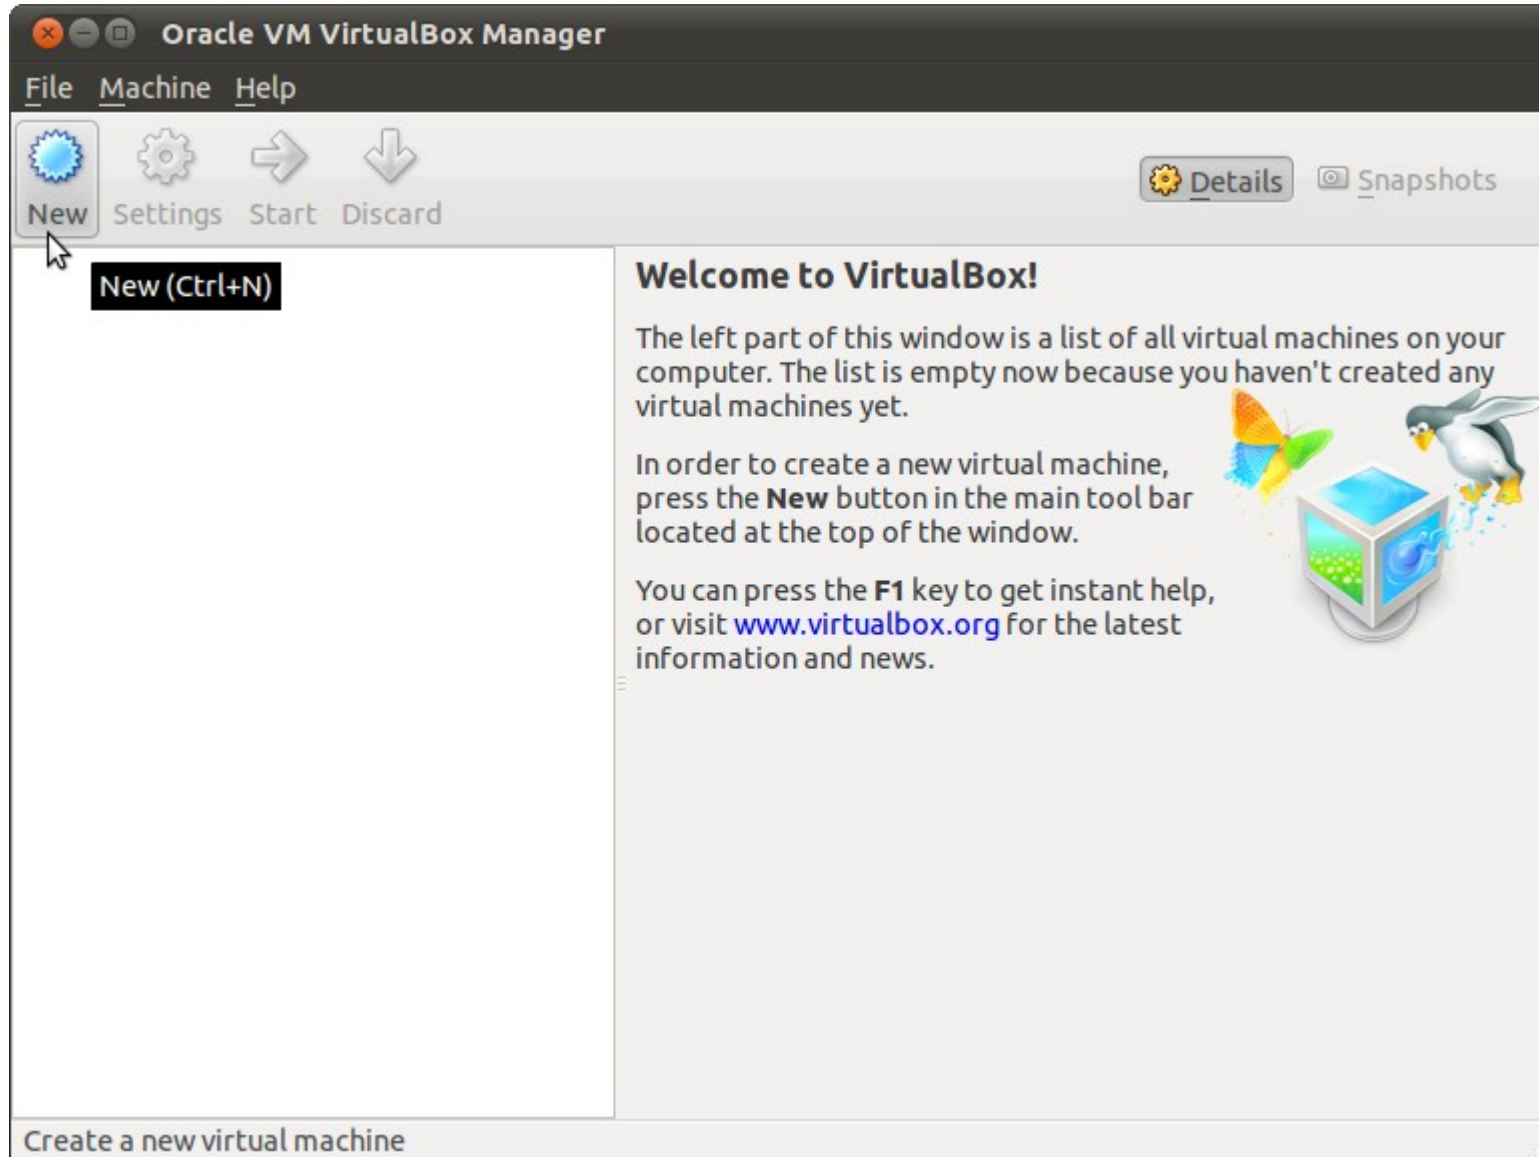 Oracle VM VirtualBox Manager
File Machine Help
New Settings Start Discard
Details Snapshots
New (Ctrl+N)
Welcome to VirtualBox!
The left part of this window is a list of all virtual machines on your
computer. The list is empty now because you haven't created any
virtual machines yet.
In order to create a new virtual machine,
press the New button in the main tool bar
located at the top of the window.
You can press the F1 key to get instant help,
or visit www.virtualbox.org for the latest
information and news.
Create a new virtual machine